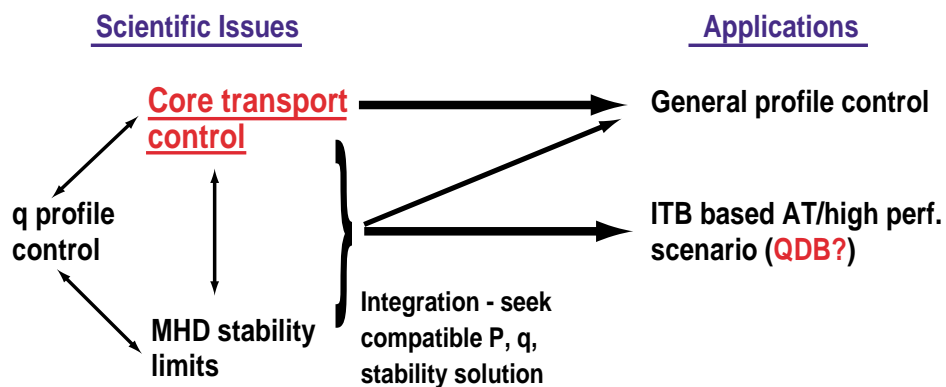 Scientific Issues
Applications
Core transport
control
General profile control
q profile
control
ITB based AT/high perf.
scenario (QDB?)
MHD stability
limits
Integration - seek
compatible P, q,
stability solution